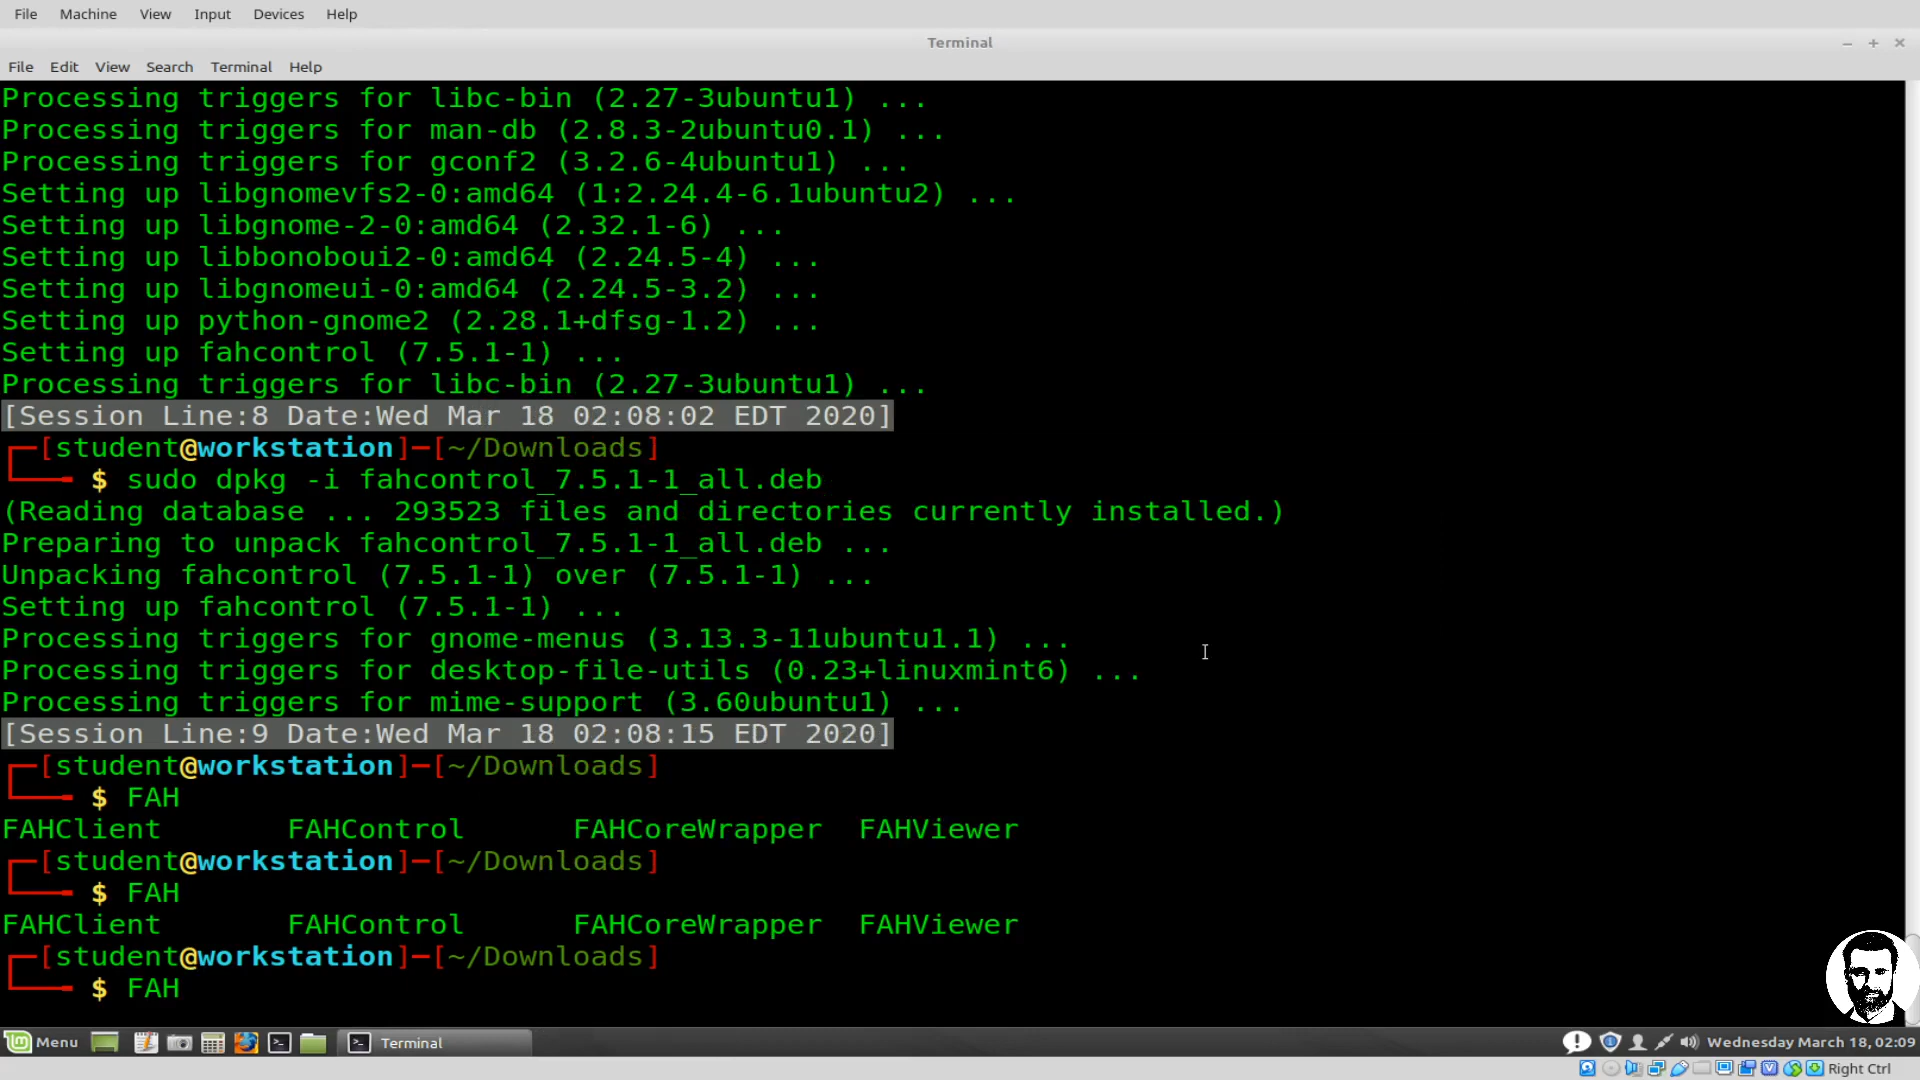 File Machine View Input Devices Help
Terminal
File Edit View Search Terminal Help
Processing triggers for libc-bin (2.27-3ubuntu1) ...
Processing triggers for man-db (2.8.3-2ubuntu0.1) ...
Processing triggers for gconf2 (3.2.6-4ubuntu1) ...
Setting up libgnomevfs2-0:amd64 (1:2.24.4-6.1ubuntu2) ...
Setting up libgnome-2-0:amd64 (2.32.1-6) ...
Setting up libbonoboui2-0:amd64 (2.24.5-4) ...
Setting up libgnomeui-0:amd64 (2.24.5-3.2) ...
Setting up python-gnome2 (2.28.1+dfsg-1.2) ...
Setting up fahcontrol (7.5.1-1) ...
Processing triggers for libc-bin (2.27-3ubuntu1) ...
[Session Line:8 Date:Wed Mar 18 02:08:02 EDT 2020]
┌─[student@workstation]─[~/Downloads]
└──╼ $ sudo dpkg -i fahcontrol_7.5.1-1_all.deb
(Reading database ... 293523 files and directories currently installed.)
Preparing to unpack fahcontrol_7.5.1-1_all.deb ...
Unpacking fahcontrol (7.5.1-1) over (7.5.1-1) ...
Setting up fahcontrol (7.5.1-1) ...
Processing triggers for gnome-menus (3.13.3-11ubuntu1.1) ...
Processing triggers for desktop-file-utils (0.23+linuxmint6) ...
Processing triggers for mime-support (3.60ubuntu1) ...
[Session Line:9 Date:Wed Mar 18 02:08:15 EDT 2020]
┌─[student@workstation]─[~/Downloads]
└──╼ $ FAH
FAHClient FAHControl FAHCoreWrapper FAHViewer
┌─[student@workstation]─[~/Downloads]
└──╼ $ FAH
FAHClient FAHControl FAHCoreWrapper FAHViewer
┌─[student@workstation]─[~/Downloads]
└──╼ $ FAH
Menu Terminal Wednesday March 18, 02:09
Right Ctrl